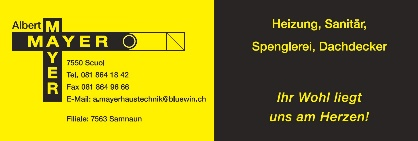 Albert
MAYER
MAYER
7550 Scuol
Tel. 081 864 18 42
Fax 081 864 98 66
E-Mail: a.mayerhaustechnik@bluewin.ch
Filiale: 7563 Samnaun
Heizung, Sanitär,
Spenglerei, Dachdecker
Ihr Wohl liegt
uns am Herzen!